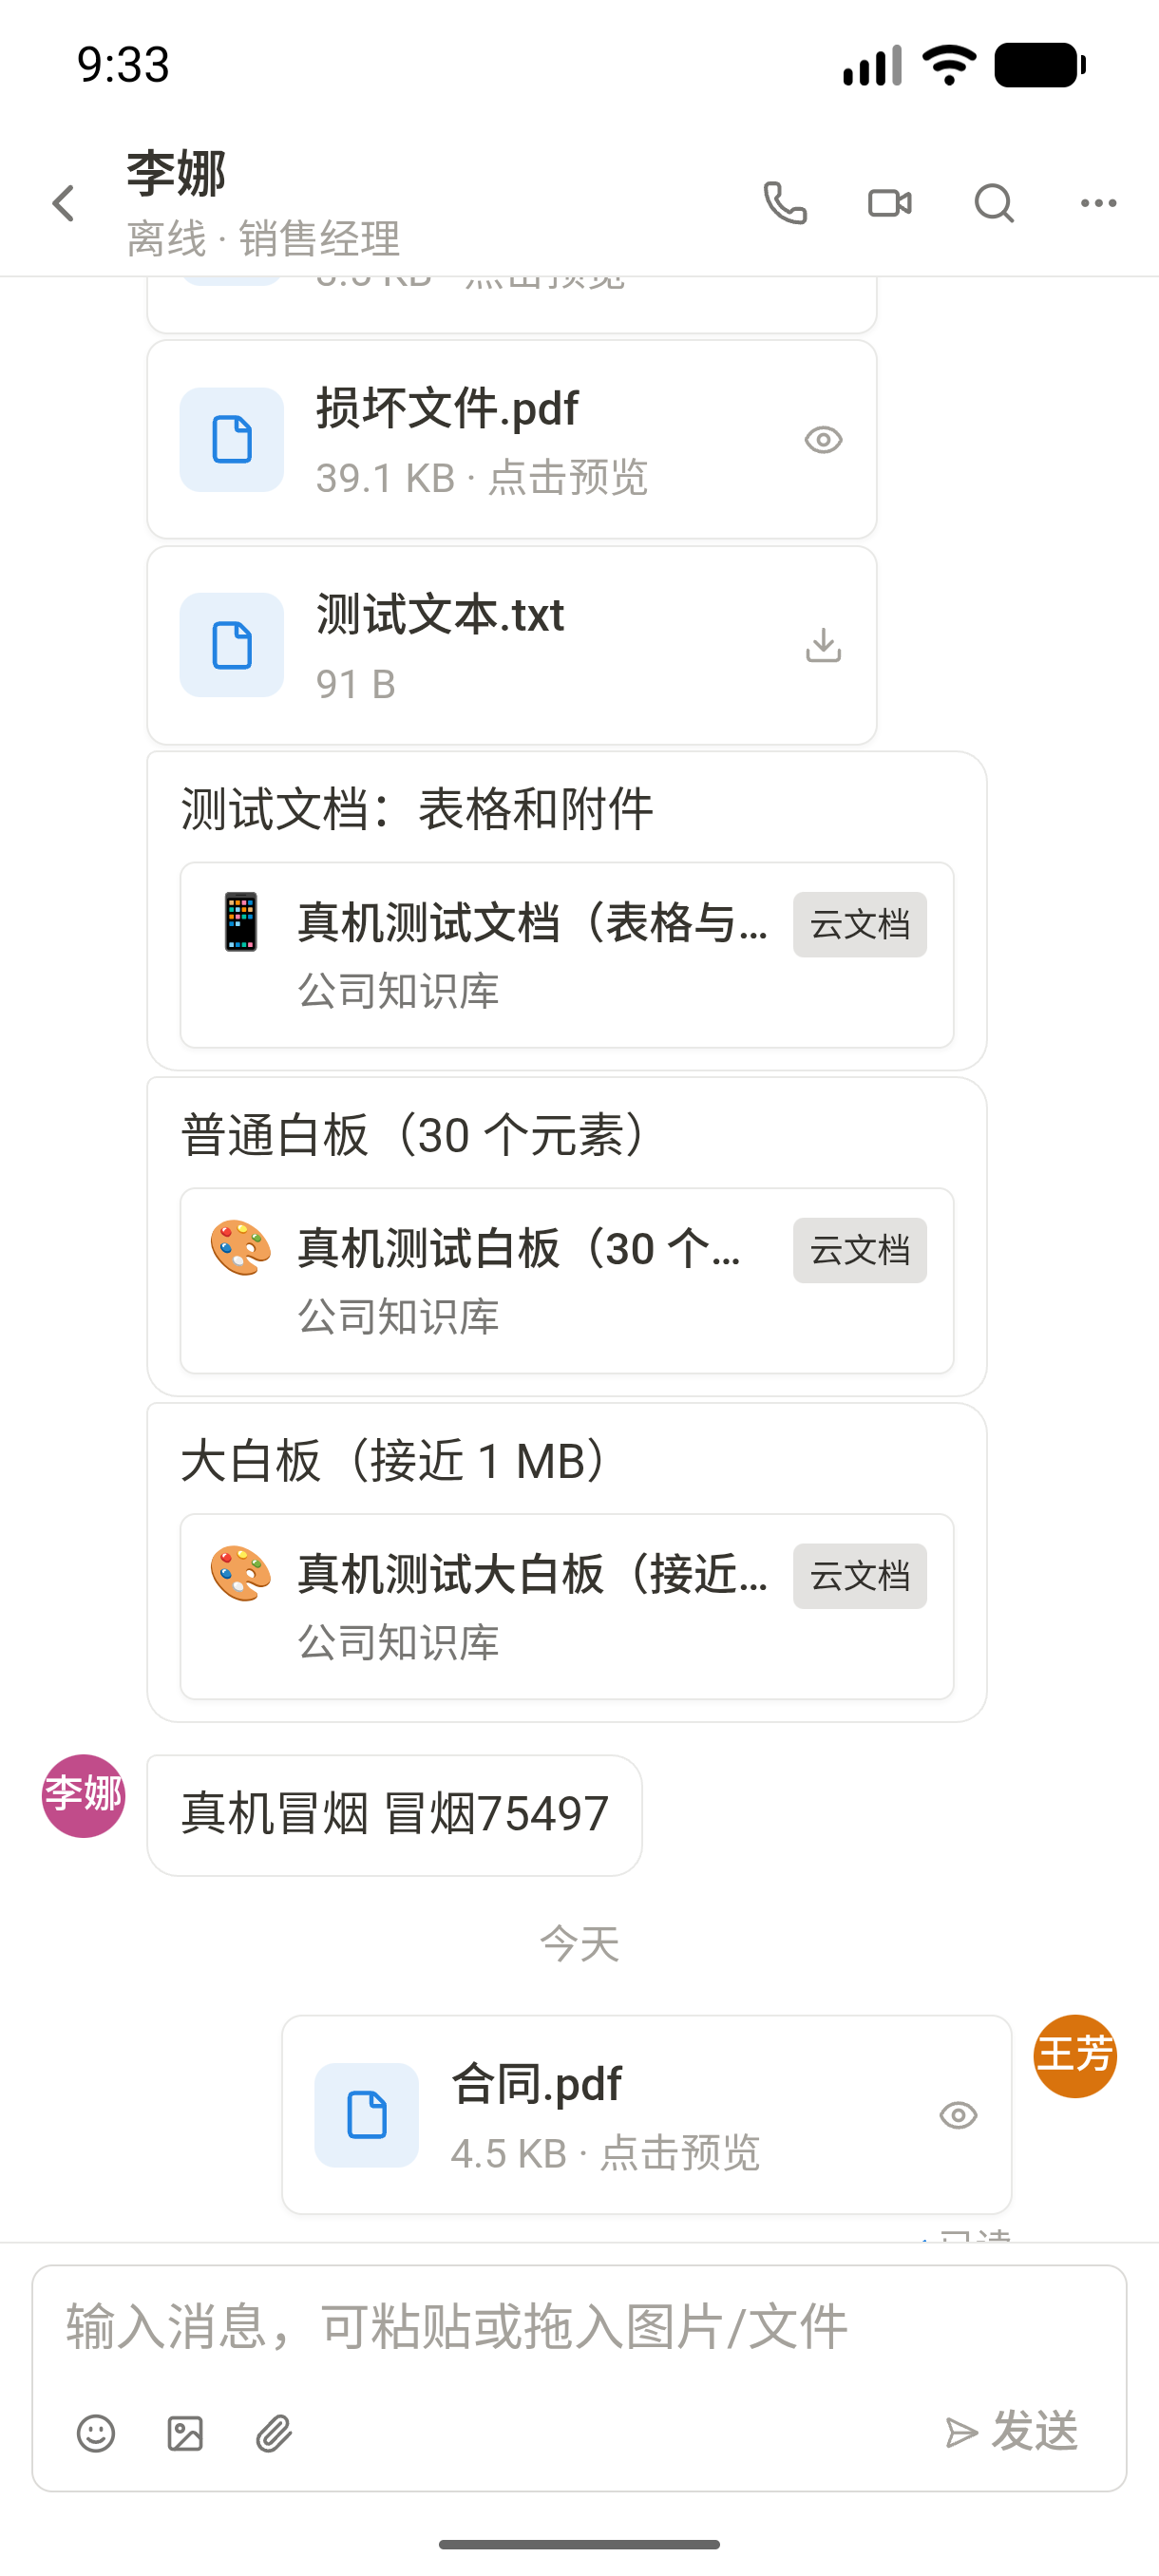 9:33
李娜
离线 · 销售经理
损坏文件.pdf
39.1 KB · 点击预览
测试文本.txt
91 B
测试文档：表格和附件
真机测试文档（表格与…
云文档
公司知识库
普通白板（30 个元素）
真机测试白板（30 个…
云文档
公司知识库
大白板（接近 1 MB）
真机测试大白板（接近…
云文档
公司知识库
李娜
真机冒烟 冒烟75497
今天
王芳
合同.pdf
4.5 KB · 点击预览
已读
输入消息，可粘贴或拖入图片/文件
发送